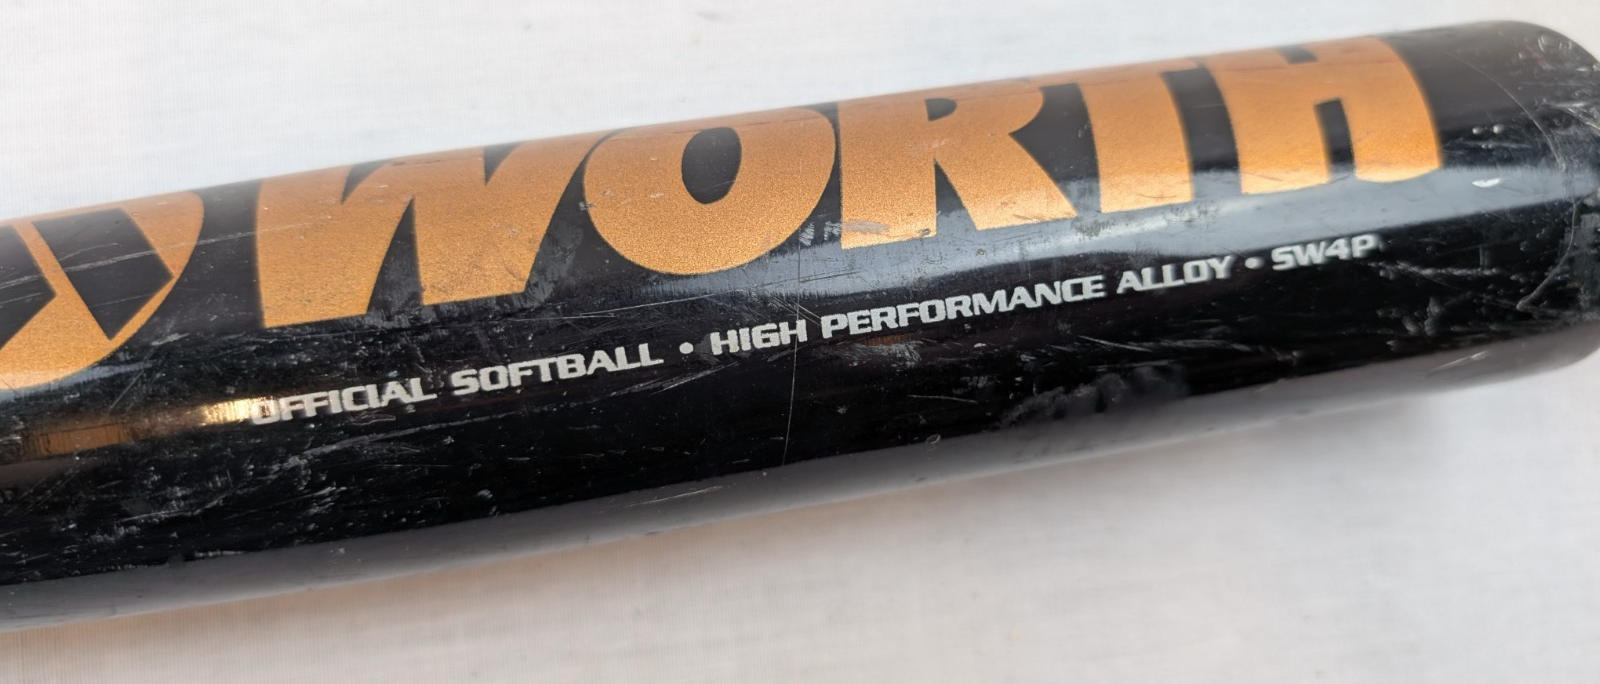 WORTH
OFFICIAL SOFTBALL • HIGH PERFORMANCE ALLOY • SW4P